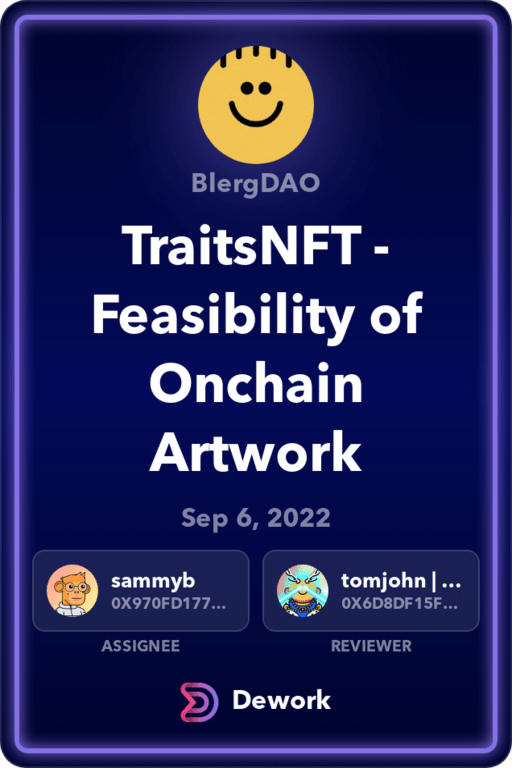 BlergDAO
TraitsNFT -
Feasibility of
Onchain
Artwork
Sep 6, 2022
sammyb
0X970FD177...
ASSIGNEE
tomjohn | ...
0X6D8DF15F...
REVIEWER
Dework